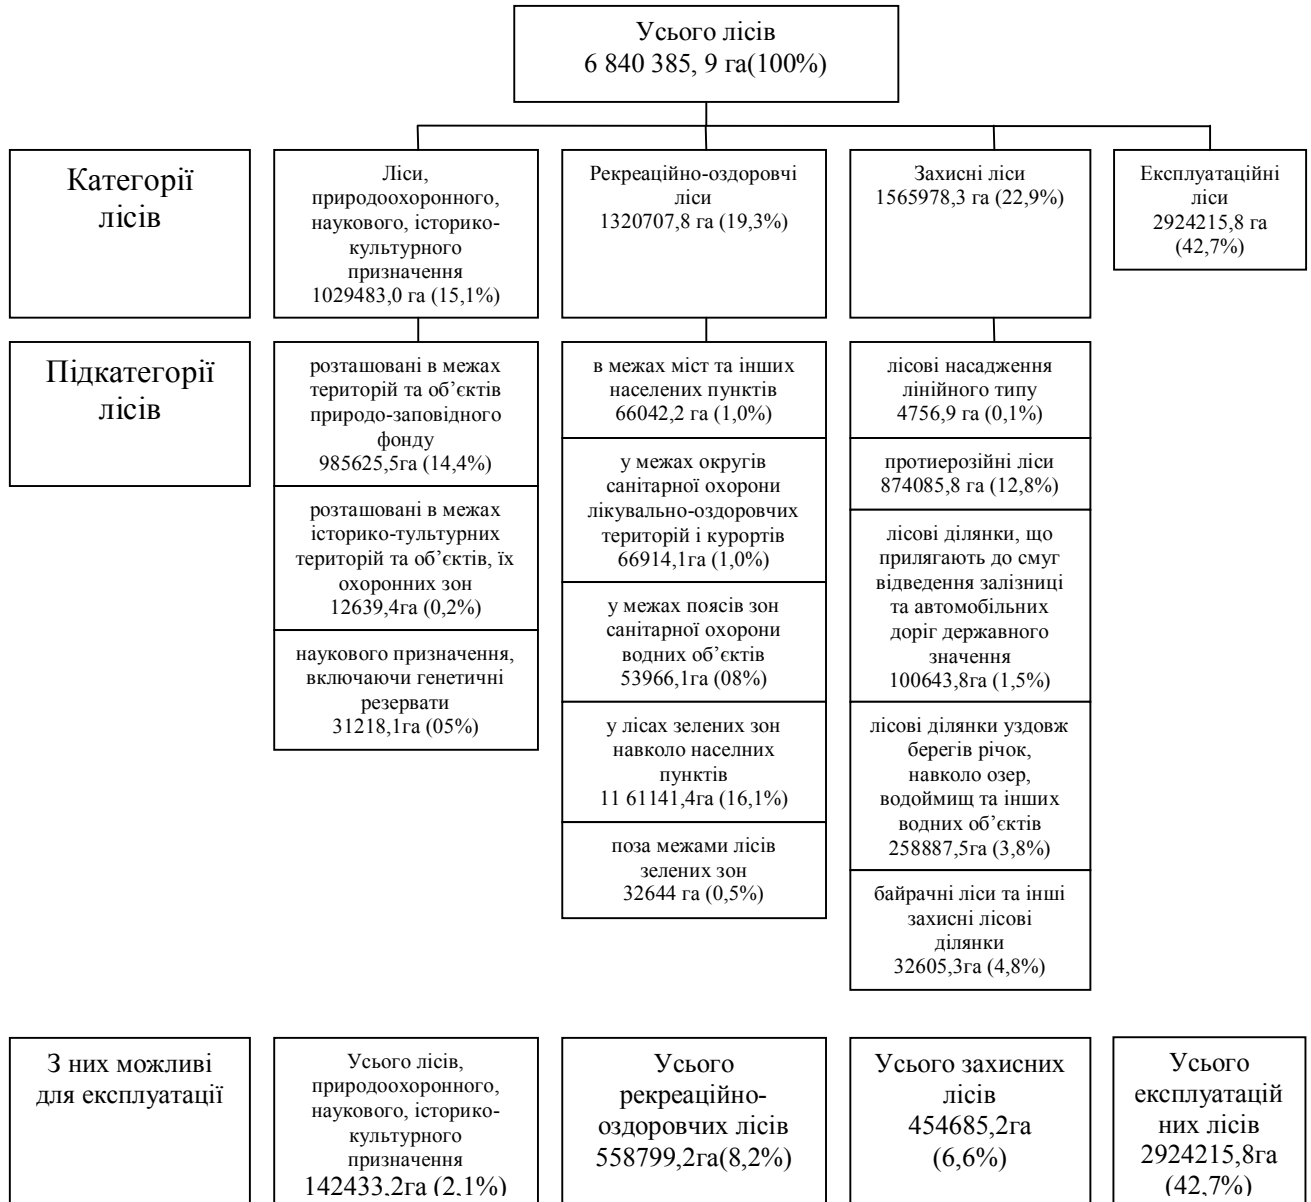 Усього лісів
6 840 385, 9 га(100%)
Категорії
лісів
Ліси,
природоохоронного,
наукового, історико-
культурного
призначення
1029483,0 га (15,1%)
Рекреаційно-оздоровчі
ліси
1320707,8 га (19,3%)
Захисні ліси
1565978,3 га (22,9%)
Експлуатаційні
ліси
2924215,8 га
(42,7%)
Підкатегорії
лісів
розташовані в межах
територій та об’єктів
природо-заповідного
фонду
985625,5га (14,4%)
розташовані в межах
історико-тультурних
територій та об’єктів, їх
охоронних зон
12639,4га (0,2%)
наукового призначення,
включаючи генетичні
резервати
31218,1га (05%)
в межах міст та інших
населених пунктів
66042,2 га (1,0%)
у межах округів
санітарної охорони
лікувально-оздоровчих
територій і курортів
66914,1га (1,0%)
у межах поясів зон
санітарної охорони
водних об’єктів
53966,1га (08%)
у лісах зелених зон
навколо населних
пунктів
11 61141,4га (16,1%)
поза межами лісів
зелених зон
32644 га (0,5%)
лісові насадження
лінійного типу
4756,9 га (0,1%)
протиерозійні ліси
874085,8 га (12,8%)
лісові ділянки, що
прилягають до смуг
відведення залізниці
та автомобільних
доріг державного
значення
100643,8га (1,5%)
лісові ділянки уздовж
берегів річок,
навколо озер,
водоймищ та інших
водних об’єктів
258887,5га (3,8%)
байрачні ліси та інші
захисні лісові
ділянки
32605,3га (4,8%)
З них можливі
для експлуатації
Усього лісів,
природоохоронного,
наукового, історико-
культурного
призначення
142433,2га (2,1%)
Усього
рекреаційно-
оздоровчих лісів
558799,2га(8,2%)
Усього захисних
лісів
454685,2га
(6,6%)
Усього
експлуатацій
них лісів
2924215,8га
(42,7%)